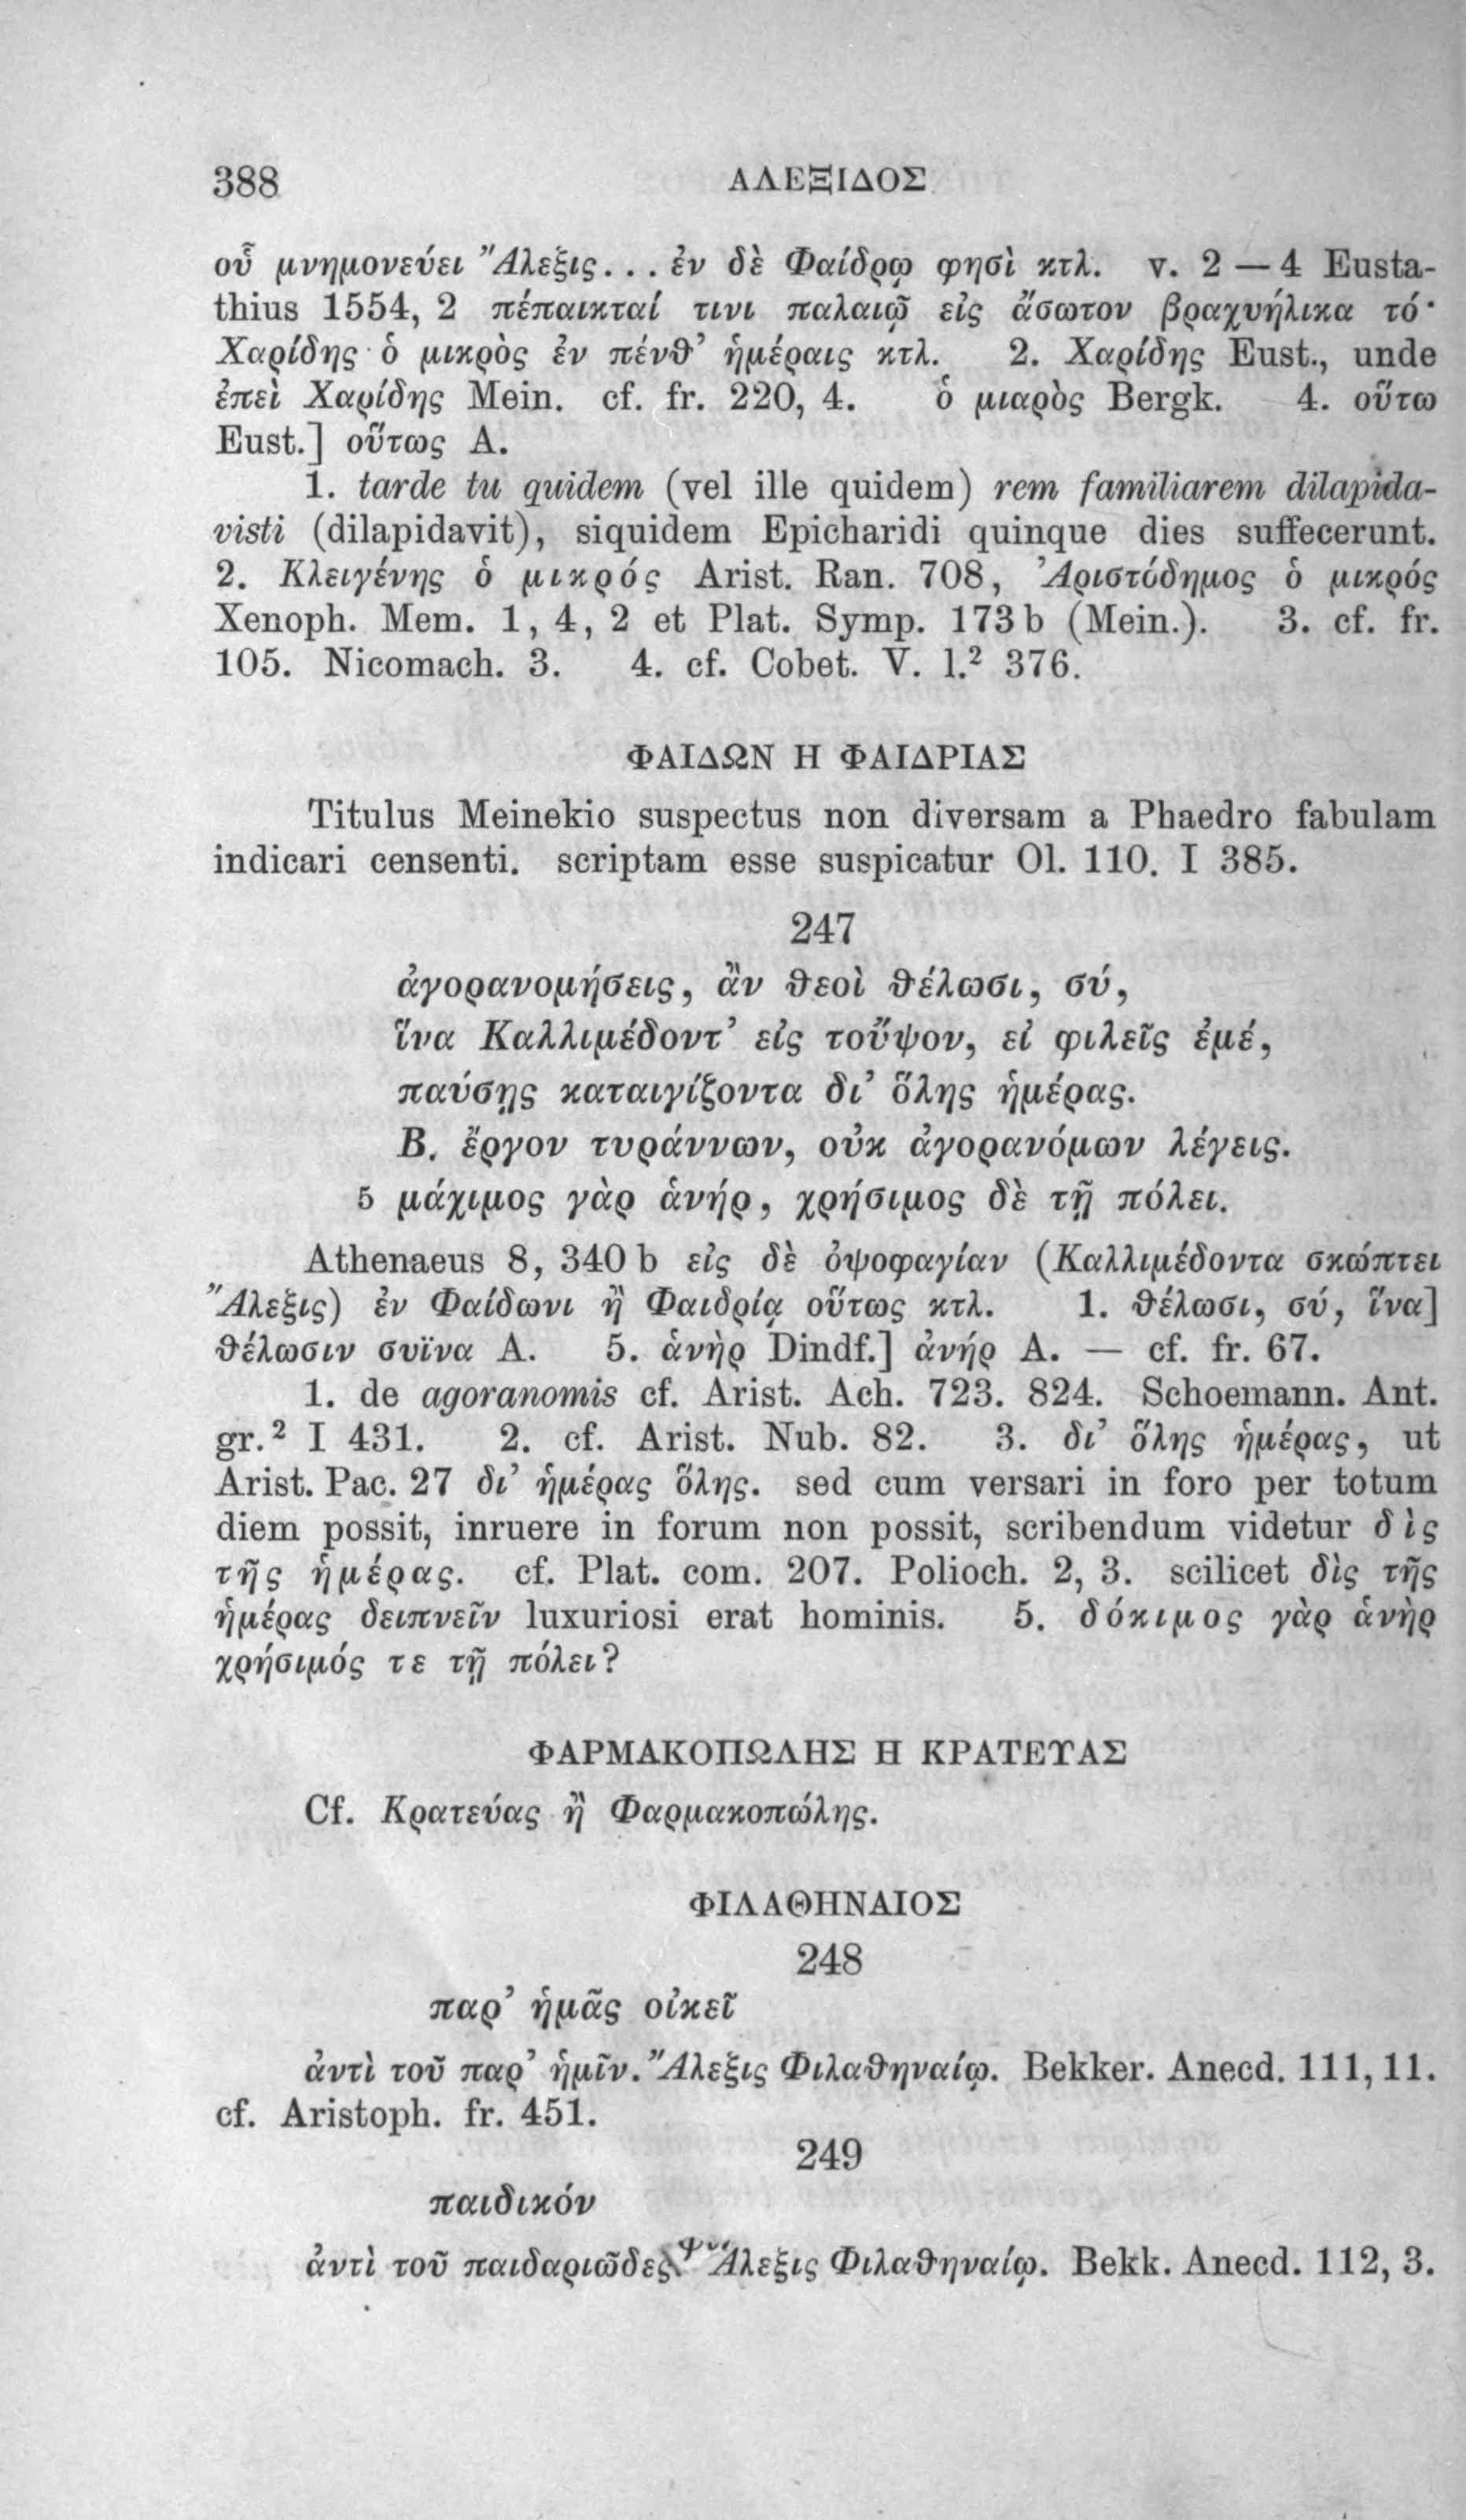 388 ΑΛΕΞΙΔΟΣ
οὗ μνημονεύει Ἄλεξις... ἐν δὲ Φαίδρῳ φησὶ κτλ. v. 2 — 4 Eusta-
thius 1554, 2 πέπαικταί τινι παλαιῷ εἰς ἄσωτον βραχυήλικα τό·
Χαρίδης ὁ μικρὸς ἐν πένθ’ ἡμέραις κτλ. 2. Χαρίδης Eust., unde
ἐπεὶ Χαρίδης Mein. cf. fr. 220, 4. ὁ μιαρὸς Bergk. 4. οὕτω
Eust.] οὕτως A.
1. tarde tu quidem (vel ille quidem) rem familiarem dilapida-
visti (dilapidavit), siquidem Epicharidi quinque dies suffecerunt.
2. Κλειγένης ὁ μικρός Arist. Ran. 708, Ἀριστόδημος ὁ μικρός
Xenoph. Mem. 1, 4, 2 et Plat. Symp. 173 b (Mein.). 3. cf. fr.
105. Nicomach. 3. 4. cf. Cobet. V. l.² 376.
ΦΑΙΔΩΝ Η ΦΑΙΔΡΙΑΣ
Titulus Meinekio suspectus non diversam a Phaedro fabulam
indicari censenti. scriptam esse suspicatur Ol. 110. I 385.
247
ἀγορανομήσεις, ἂν θεοὶ θέλωσι, σύ,
ἵνα Καλλιμέδοντ’ εἰς τοὖψον, εἰ φιλεῖς ἐμέ,
παύσῃς καταιγίζοντα δι’ ὅλης ἡμέρας.
Β. ἔργον τυράννων, οὐκ ἀγορανόμων λέγεις.
5 μάχιμος γὰρ ἁνήρ, χρήσιμος δὲ τῇ πόλει.
Athenaeus 8, 340 b εἰς δὲ ὀψοφαγίαν (Καλλιμέδοντα σκώπτει
Ἄλεξις) ἐν Φαίδωνι ἢ Φαιδρίᾳ οὕτως κτλ. 1. θέλωσι, σύ, ἵνα]
θέλωσιν συϊνα A. 5. ἁνὴρ Dindf.] ἀνήρ A. — cf. fr. 67.
1. de agoranomis cf. Arist. Ach. 723. 824. Schoemann. Ant.
gr.² I 431. 2. cf. Arist. Nub. 82. 3. δι’ ὅλης ἡμέρας, ut
Arist. Pac. 27 δι’ ἡμέρας ὅλης. sed cum versari in foro per totum
diem possit, inruere in forum non possit, scribendum videtur δὶς
τῆς ἡμέρας. cf. Plat. com. 207. Polioch. 2, 3. scilicet δὶς τῆς
ἡμέρας δειπνεῖν luxuriosi erat hominis. 5. δόκιμος γὰρ ἁνὴρ
χρήσιμός τε τῇ πόλει?
ΦΑΡΜΑΚΟΠΩΛΗΣ Η ΚΡΑΤΕΥΑΣ
Cf. Κρατεύας ἢ Φαρμακοπώλης.
ΦΙΛΑΘΗΝΑΙΟΣ
248
παρ’ ἡμᾶς οἰκεῖ
ἀντὶ τοῦ παρ’ ἡμῖν. Ἄλεξις Φιλαθηναίῳ. Bekker. Anecd. 111, 11.
cf. Aristoph. fr. 451.
249
παιδικόν
ἀντὶ τοῦ παιδαριῶδες Ἄλεξις Φιλαθηναίῳ. Bekk. Anecd. 112, 3.